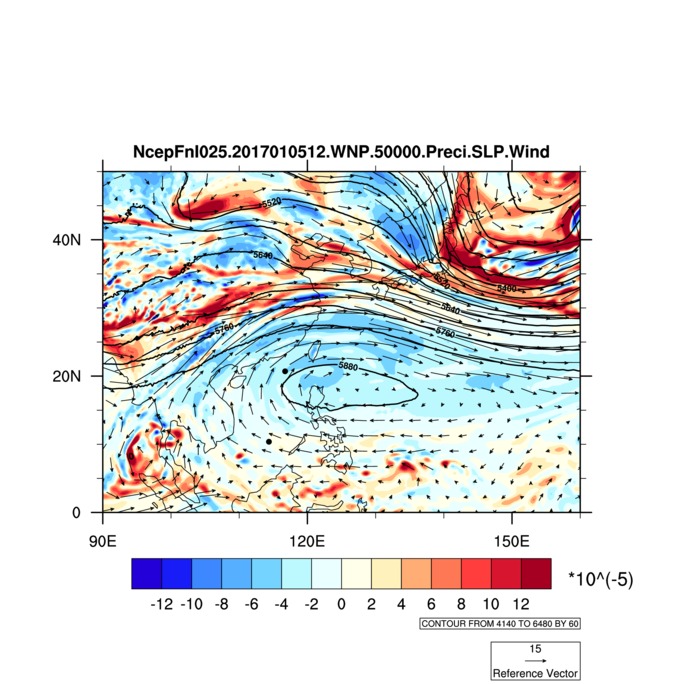 NcepFnl025.2017010512.WNP.50000.Preci.SLP.Wind
5520
40N
5640
5400
5640
5760
5760
20N
5880
0
90E 120E 150E
-12 -10 -8 -6 -4 -2 0 2 4 6 8 10 12 *10^(-5)
CONTOUR FROM 4140 TO 6480 BY 60
15
Reference Vector